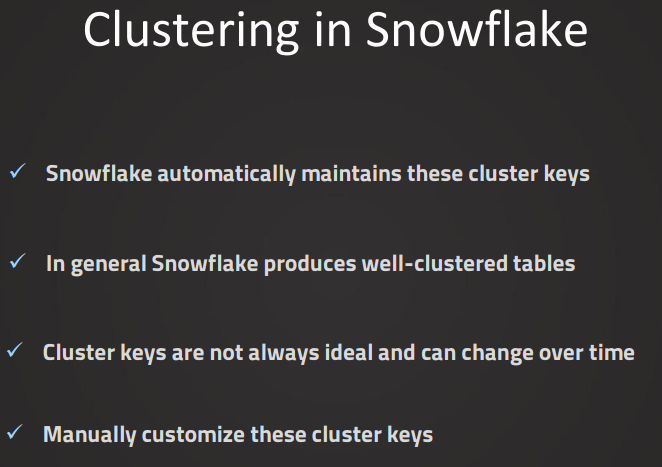 Clustering in Snowflake
✓ Snowflake automatically maintains these cluster keys
✓ In general Snowflake produces well-clustered tables
✓ Cluster keys are not always ideal and can change over time
✓ Manually customize these cluster keys